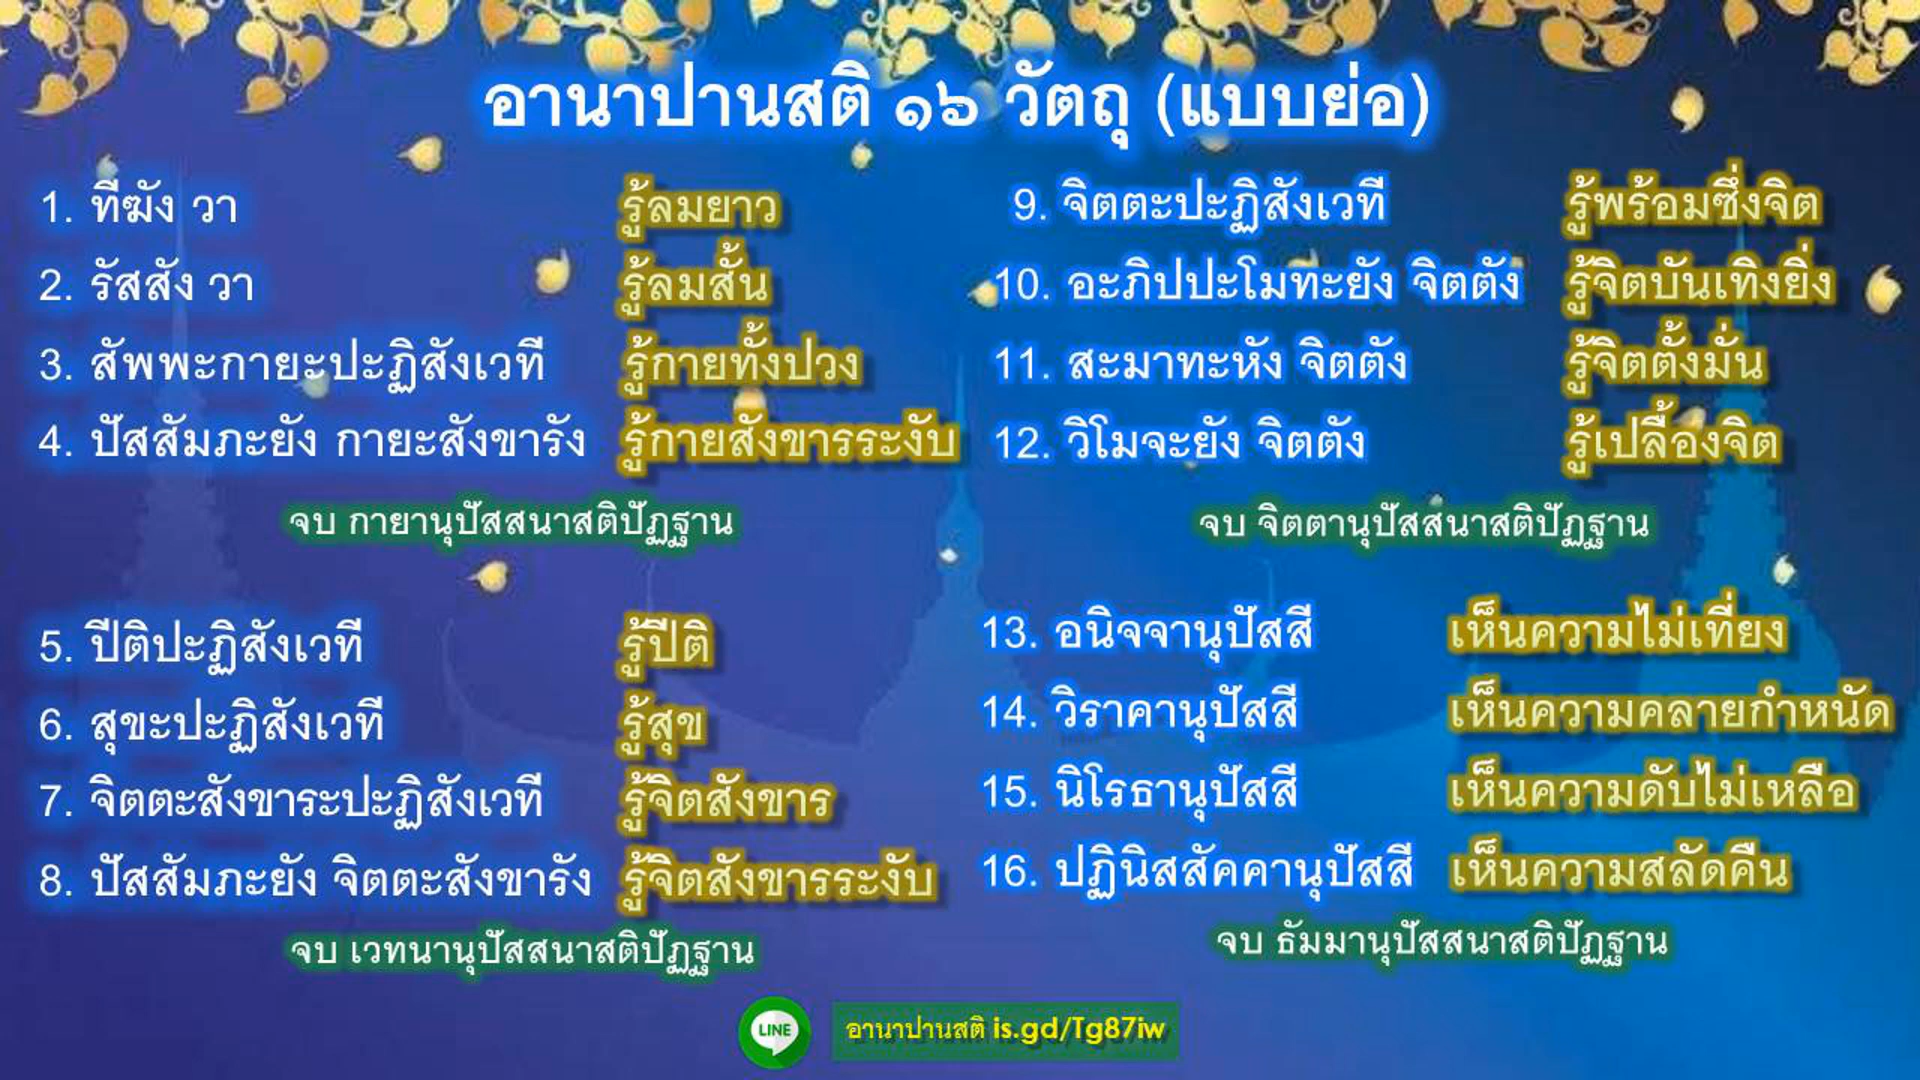 อานาปานสติ ๑๖ วัตถุ (แบบย่อ)
1. ทีฆัง วา รู้ลมยาว
2. รัสสัง วา รู้ลมสั้น
3. สัพพะกายะปะฏิสังเวที รู้กายทั้งปวง
4. ปัสสัมภะยัง กายะสังขารัง รู้กายสังขารระงับ
จบ กายานุปัสสนาสติปัฏฐาน
5. ปีติปะฏิสังเวที รู้ปีติ
6. สุขะปะฏิสังเวที รู้สุข
7. จิตตะสังขาระปะฏิสังเวที รู้จิตสังขาร
8. ปัสสัมภะยัง จิตตะสังขารัง รู้จิตสังขารระงับ
จบ เวทนานุปัสสนาสติปัฏฐาน
9. จิตตะปะฏิสังเวที รู้พร้อมซึ่งจิต
10. อะภิปปะโมทะยัง จิตตัง รู้จิตบันเทิงยิ่ง
11. สะมาทะหัง จิตตัง รู้จิตตั้งมั่น
12. วิโมจะยัง จิตตัง รู้เปลื้องจิต
จบ จิตตานุปัสสนาสติปัฏฐาน
13. อนิจจานุปัสสี เห็นความไม่เที่ยง
14. วิราคานุปัสสี เห็นความคลายกำหนัด
15. นิโรธานุปัสสี เห็นความดับไม่เหลือ
16. ปฏินิสสัคคานุปัสสี เห็นความสลัดคืน
จบ ธัมมานุปัสสนาสติปัฏฐาน
LINE อานาปานสติ is.gd/Tg87iw